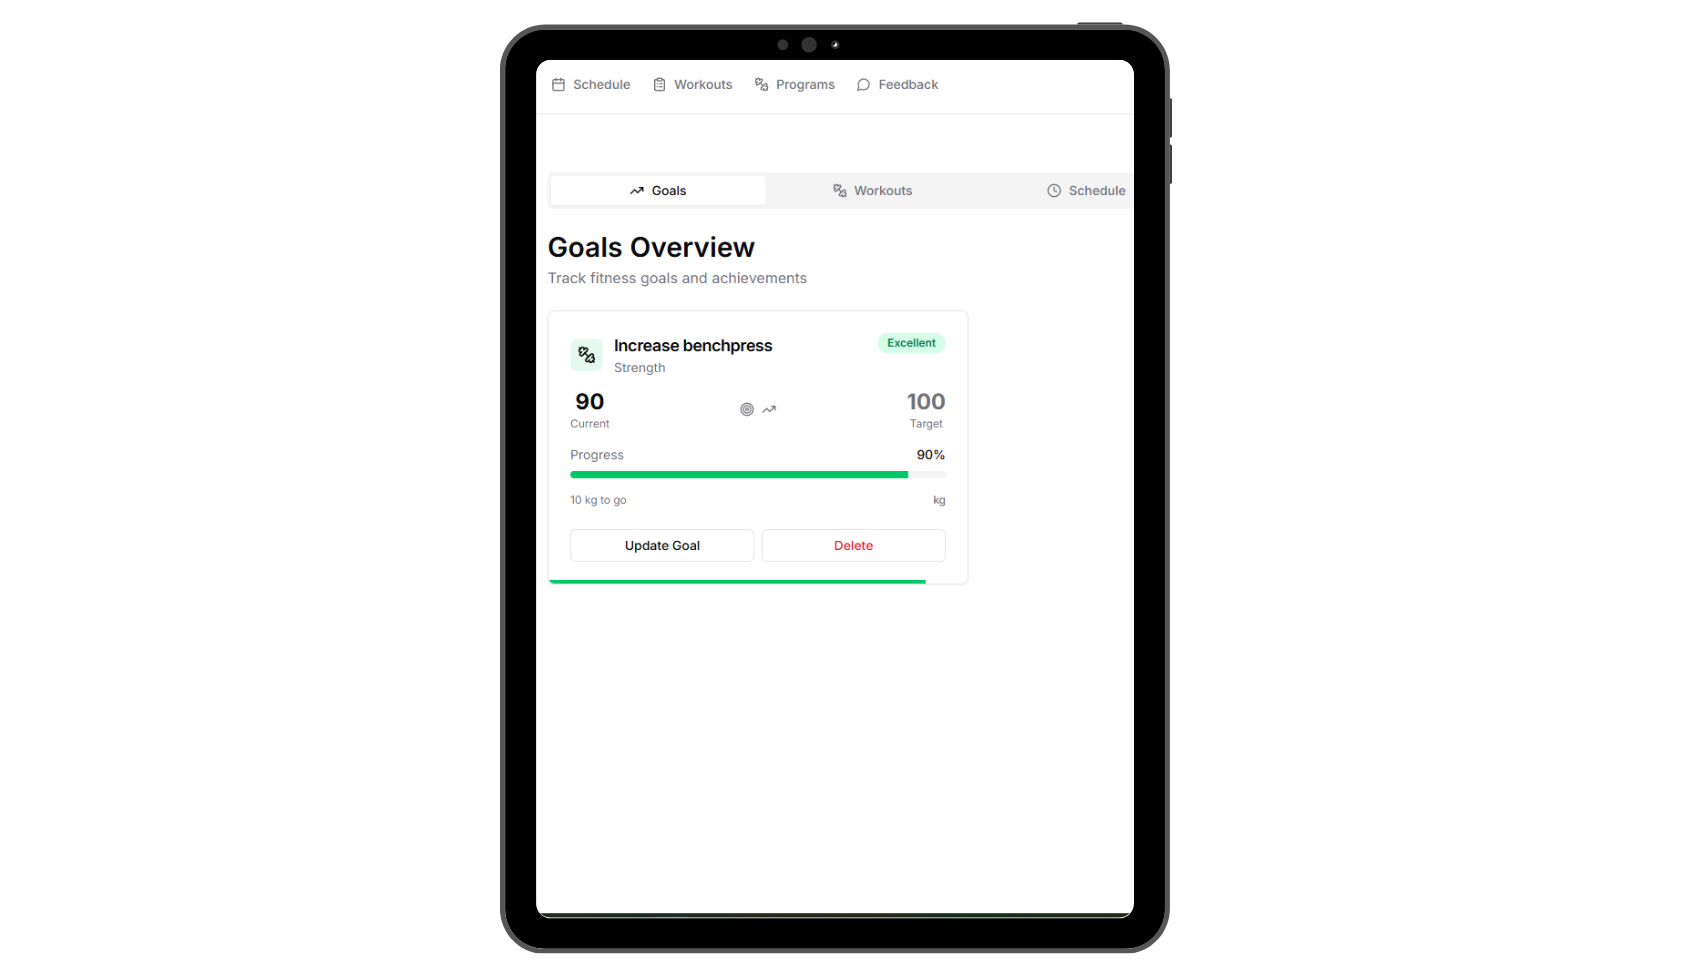 Schedule Workouts Programs Feedback
Goals Workouts Schedule
Goals Overview
Track fitness goals and achievements
Increase benchpress Excellent
Strength
90 100
Current Target
Progress 90%
10 kg to go kg
Update Goal Delete